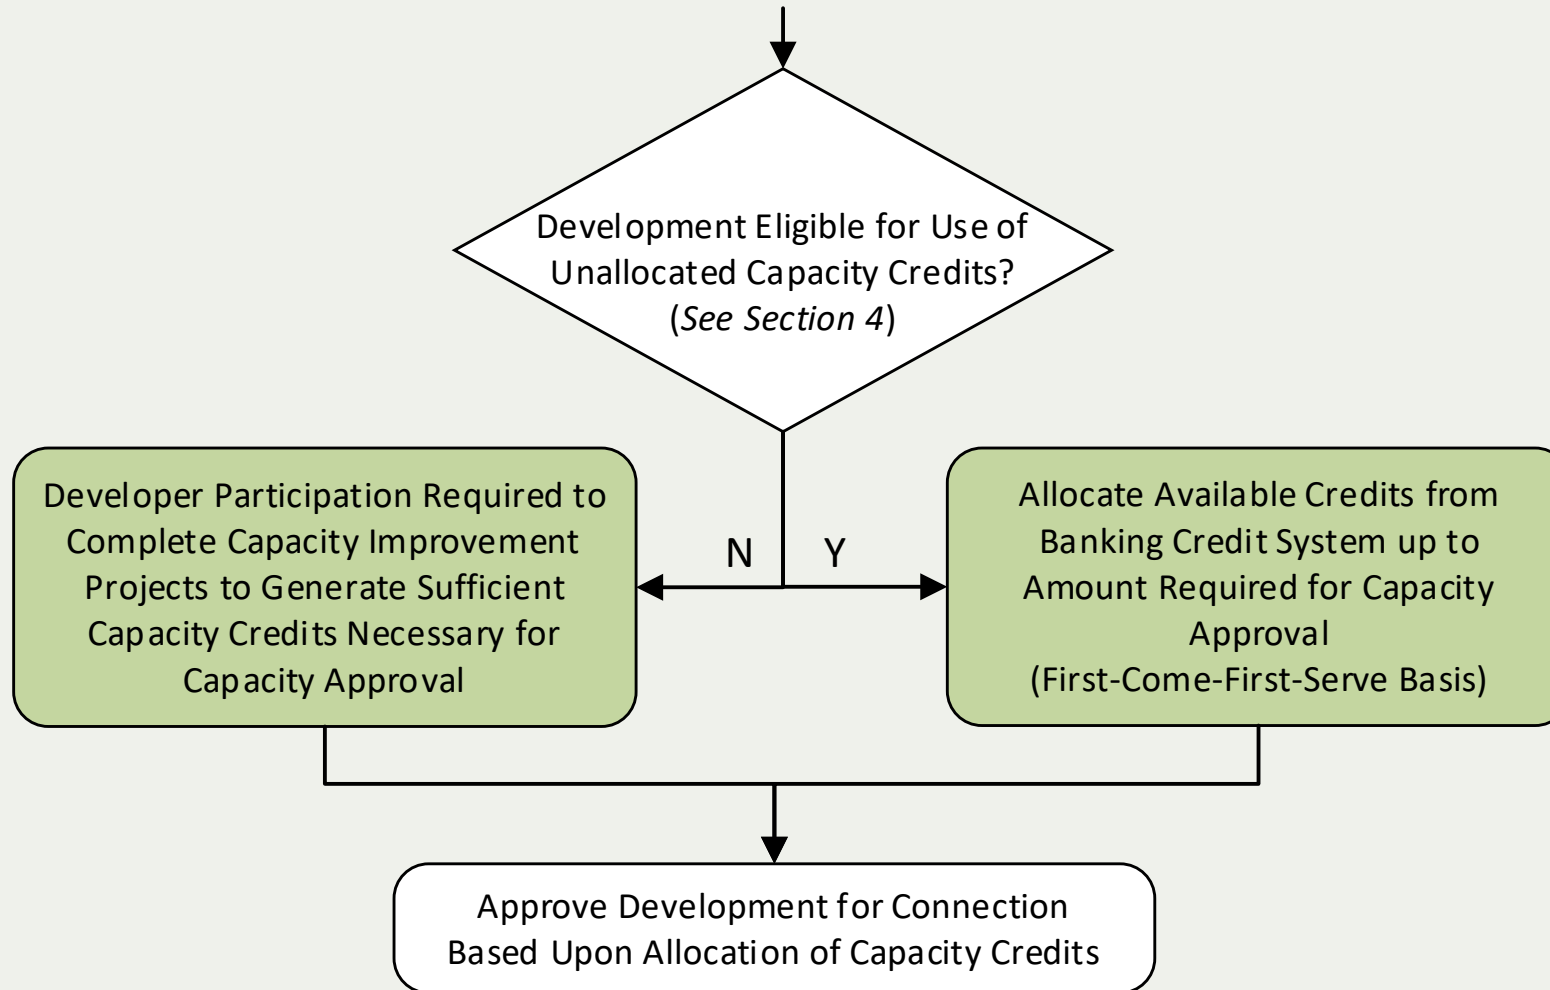 Development Eligible for Use of
Unallocated Capacity Credits?
(See Section 4)
N
Y
Developer Participation Required to
Complete Capacity Improvement
Projects to Generate Sufficient
Capacity Credits Necessary for
Capacity Approval
Allocate Available Credits from
Banking Credit System up to
Amount Required for Capacity
Approval
(First-Come-First-Serve Basis)
Approve Development for Connection
Based Upon Allocation of Capacity Credits